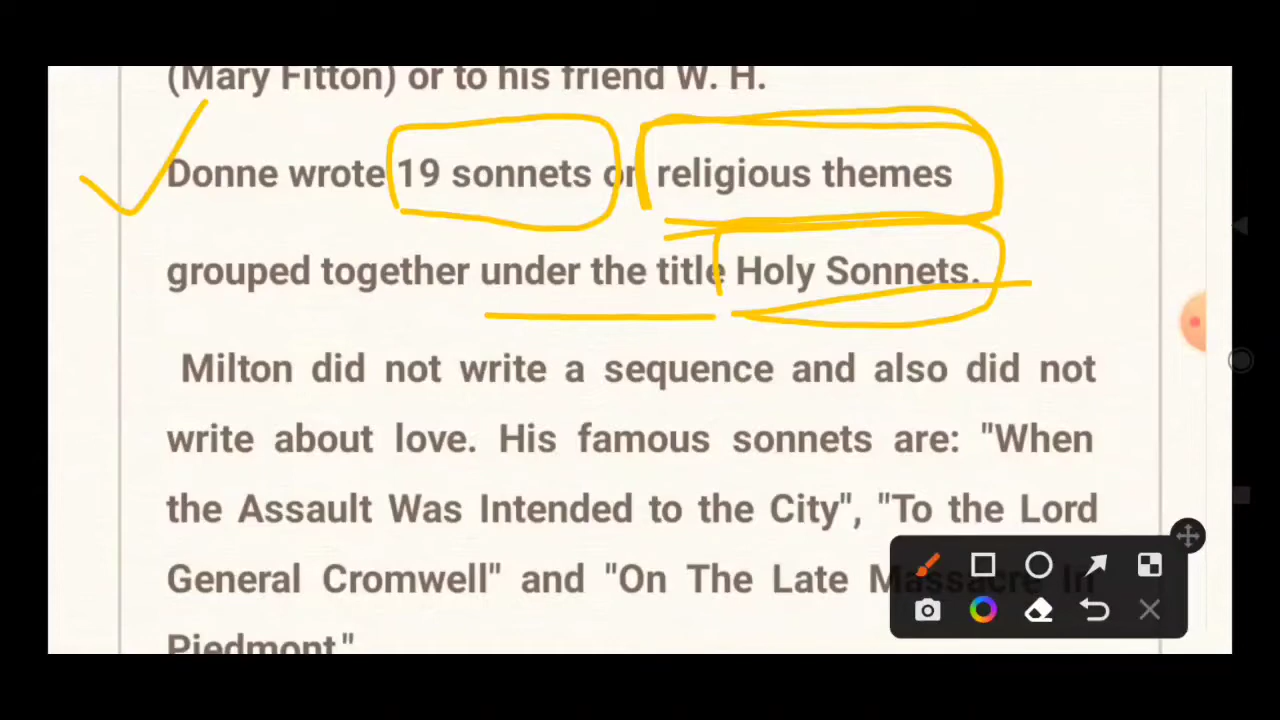 (Mary Fitton) or to his friend W. H.
Donne wrote 19 sonnets on religious themes
grouped together under the title Holy Sonnets.
Milton did not write a sequence and also did not
write about love. His famous sonnets are: "When
the Assault Was Intended to the City", "To the Lord
General Cromwell" and "On The Late Massacre In
Piedmont."